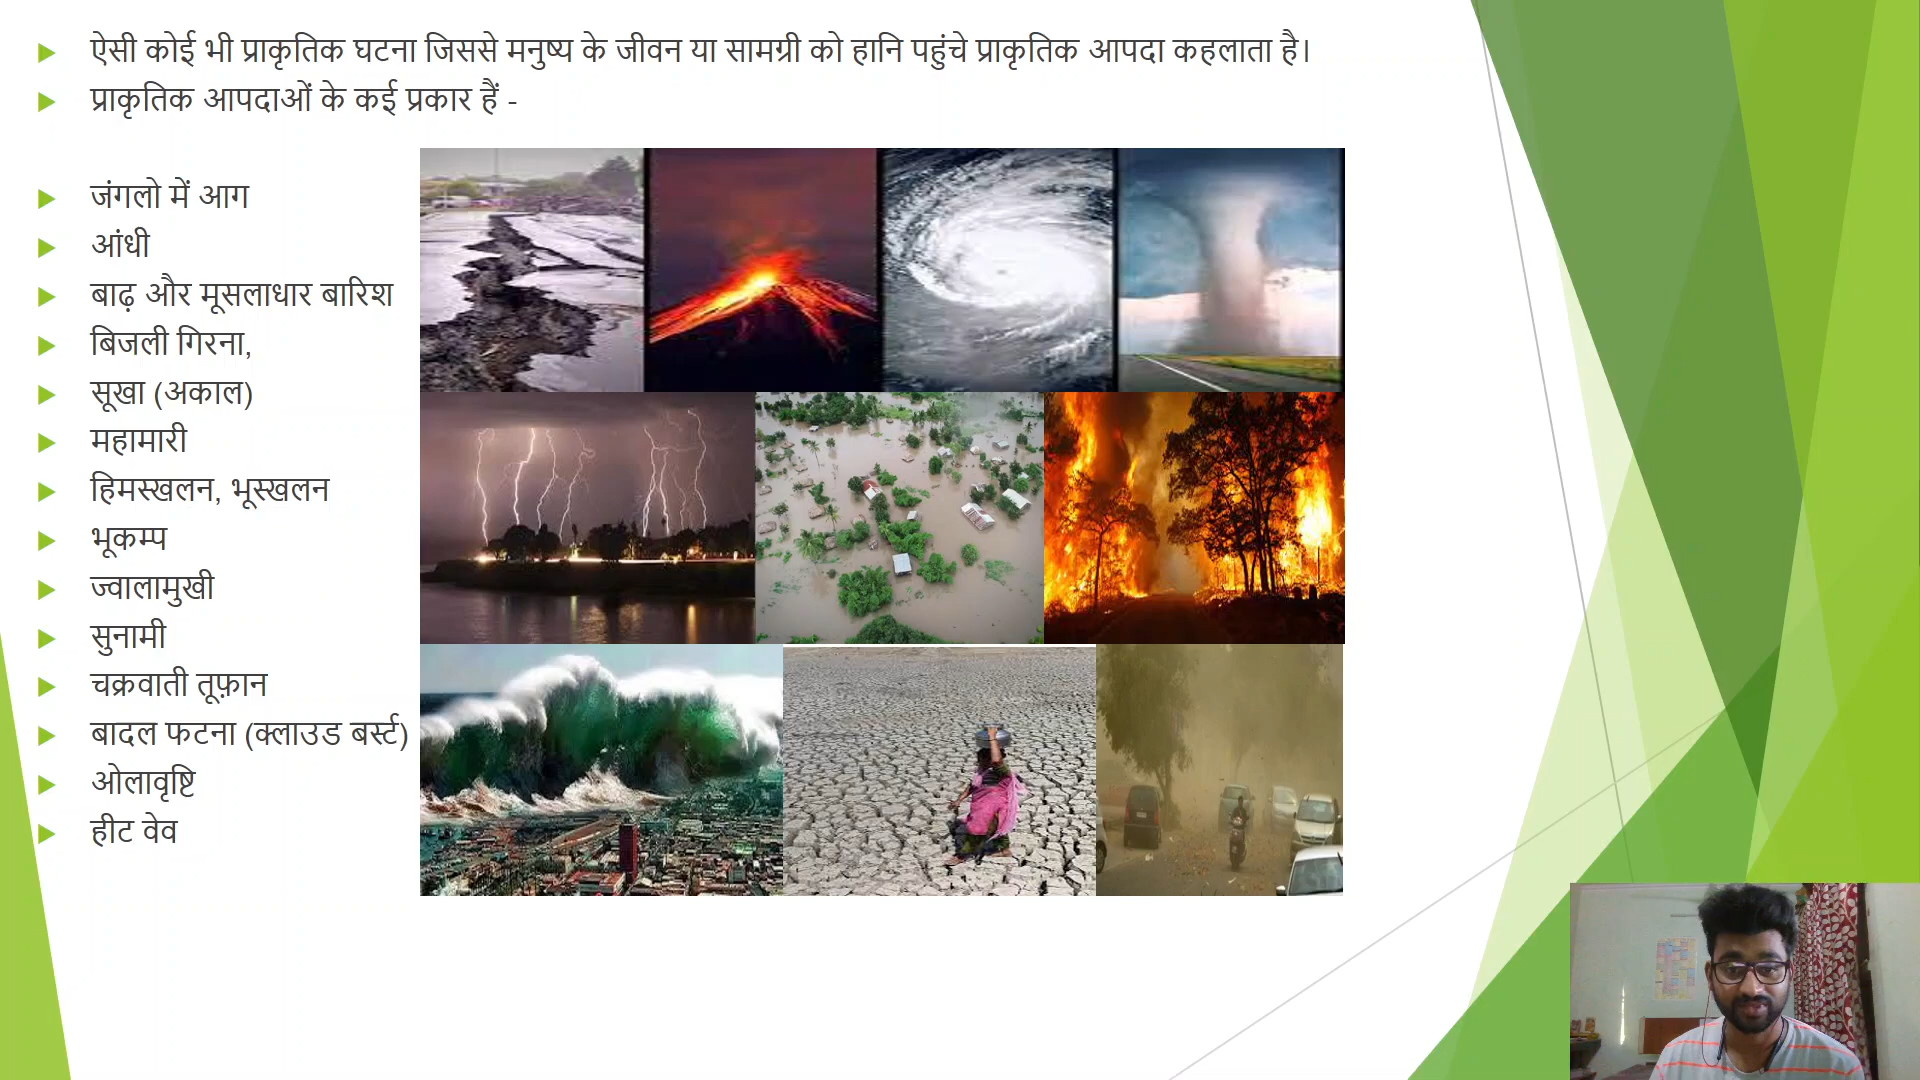 ऐसी कोई भी प्राकृतिक घटना जिससे मनुष्य के जीवन या सामग्री को हानि पहुंचे प्राकृतिक आपदा कहलाता है।
प्राकृतिक आपदाओं के कई प्रकार हैं -
जंगलो में आग
आंधी
बाढ़ और मूसलाधार बारिश
बिजली गिरना,
सूखा (अकाल)
महामारी
हिमस्खलन, भूस्खलन
भूकम्प
ज्वालामुखी
सुनामी
चक्रवाती तूफ़ान
बादल फटना (क्लाउड बर्स्ट)
ओलावृष्टि
हीट वेव